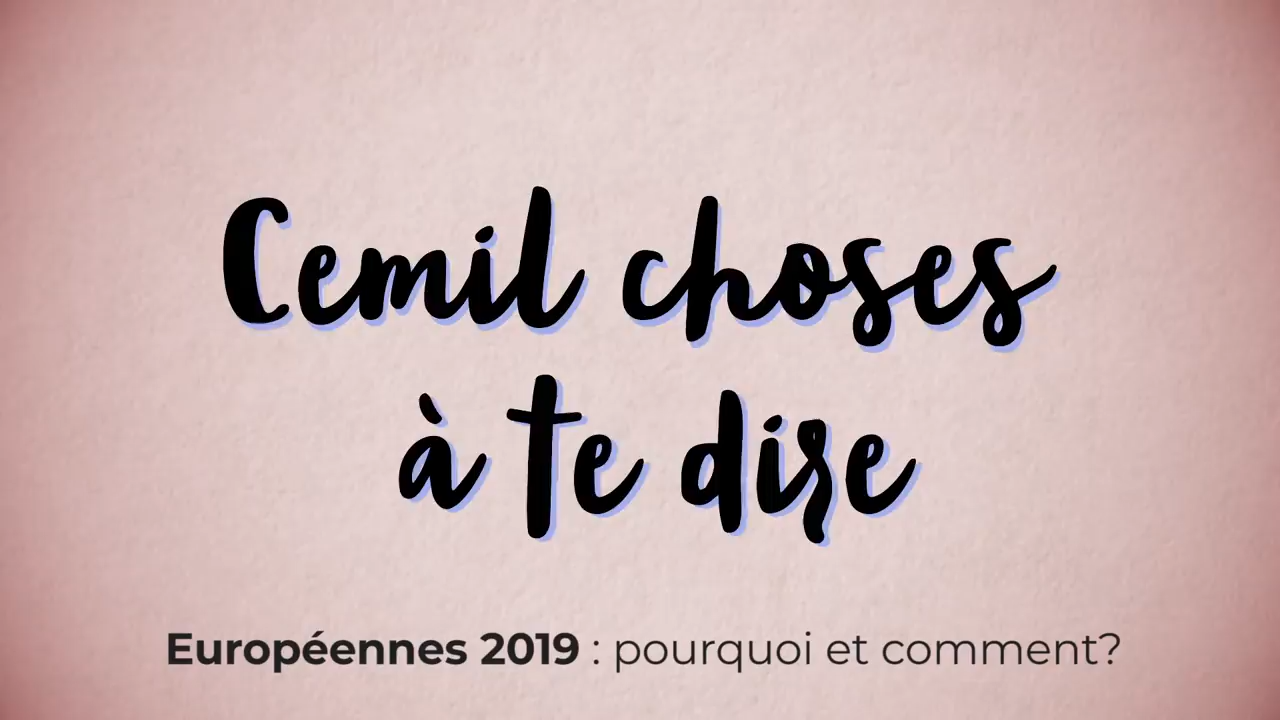 Cemil choses
à te dire
Européennes 2019 : pourquoi et comment?